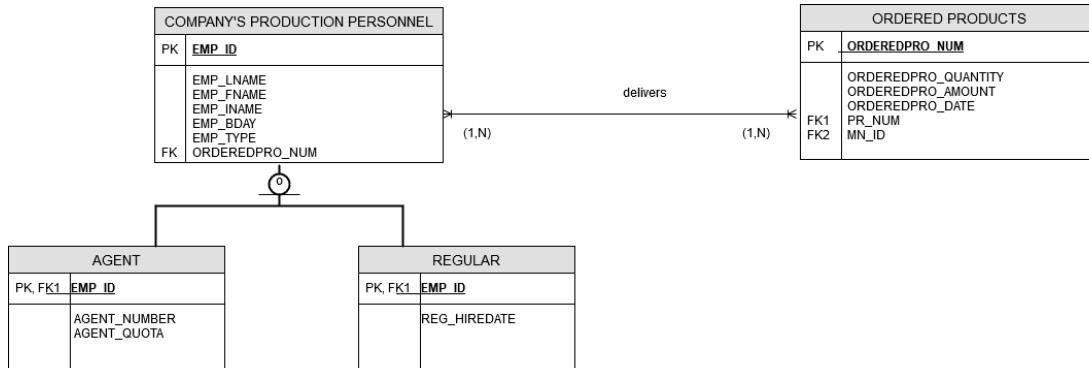 COMPANY'S PRODUCTION PERSONNEL
PK EMP_ID
EMP_LNAME
EMP_FNAME
EMP_INAME
EMP_BDAY
EMP_TYPE
FK ORDEREDPRO_NUM
delivers
(1,N) (1,N)
ORDERED PRODUCTS
PK ORDEREDPRO_NUM
ORDEREDPRO_QUANTITY
ORDEREDPRO_AMOUNT
ORDEREDPRO_DATE
FK1 PR_NUM
FK2 MN_ID
o
AGENT
PK, FK1 EMP_ID
AGENT_NUMBER
AGENT_QUOTA
REGULAR
PK, FK1 EMP_ID
REG_HIREDATE